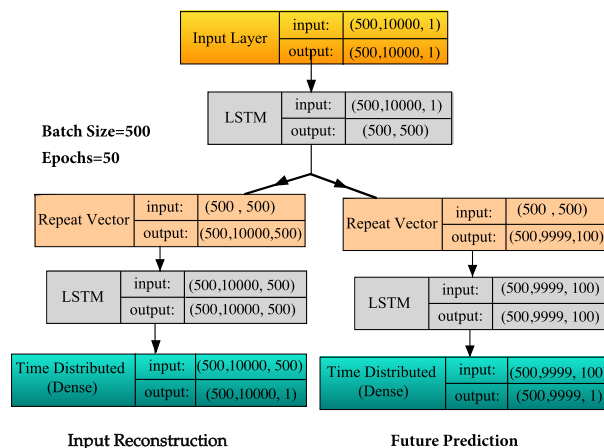 Input Layer
input: (500,10000, 1)
output: (500,10000, 1)
LSTM
input: (500,10000, 1)
output: (500, 500)
Batch Size=500
Epochs=50
Repeat Vector
input: (500 , 500)
output: (500,10000,500)
Repeat Vector
input: (500 , 500)
output: (500,9999,100)
LSTM
input: (500,10000, 500)
output: (500,10000, 500)
LSTM
input: (500,9999, 100)
output: (500,9999, 100)
Time Distributed
(Dense)
input: (500,10000, 500)
output: (500,10000, 1)
Time Distributed
(Dense)
input: (500,9999, 100)
output: (500,9999, 1)
Input Reconstruction
Future Prediction